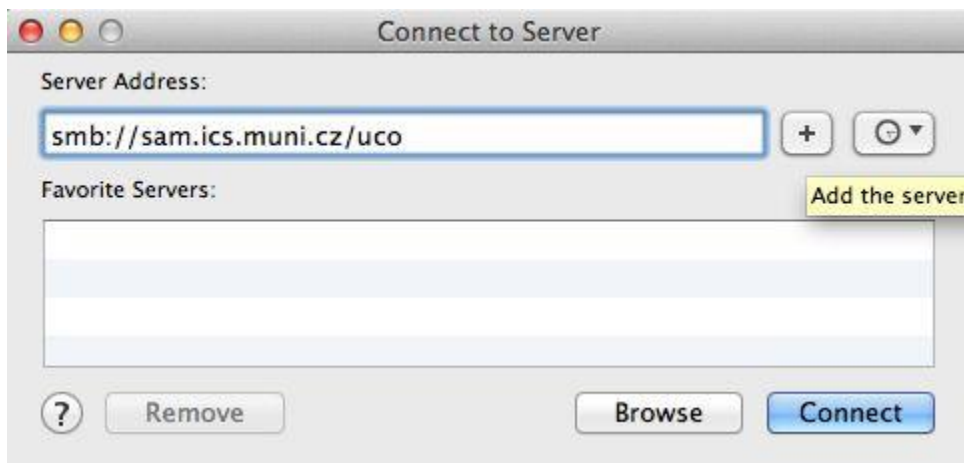 Connect to Server
Server Address:
smb://sam.ics.muni.cz/uco
+
Favorite Servers:
Add the server
?
Remove
Browse
Connect